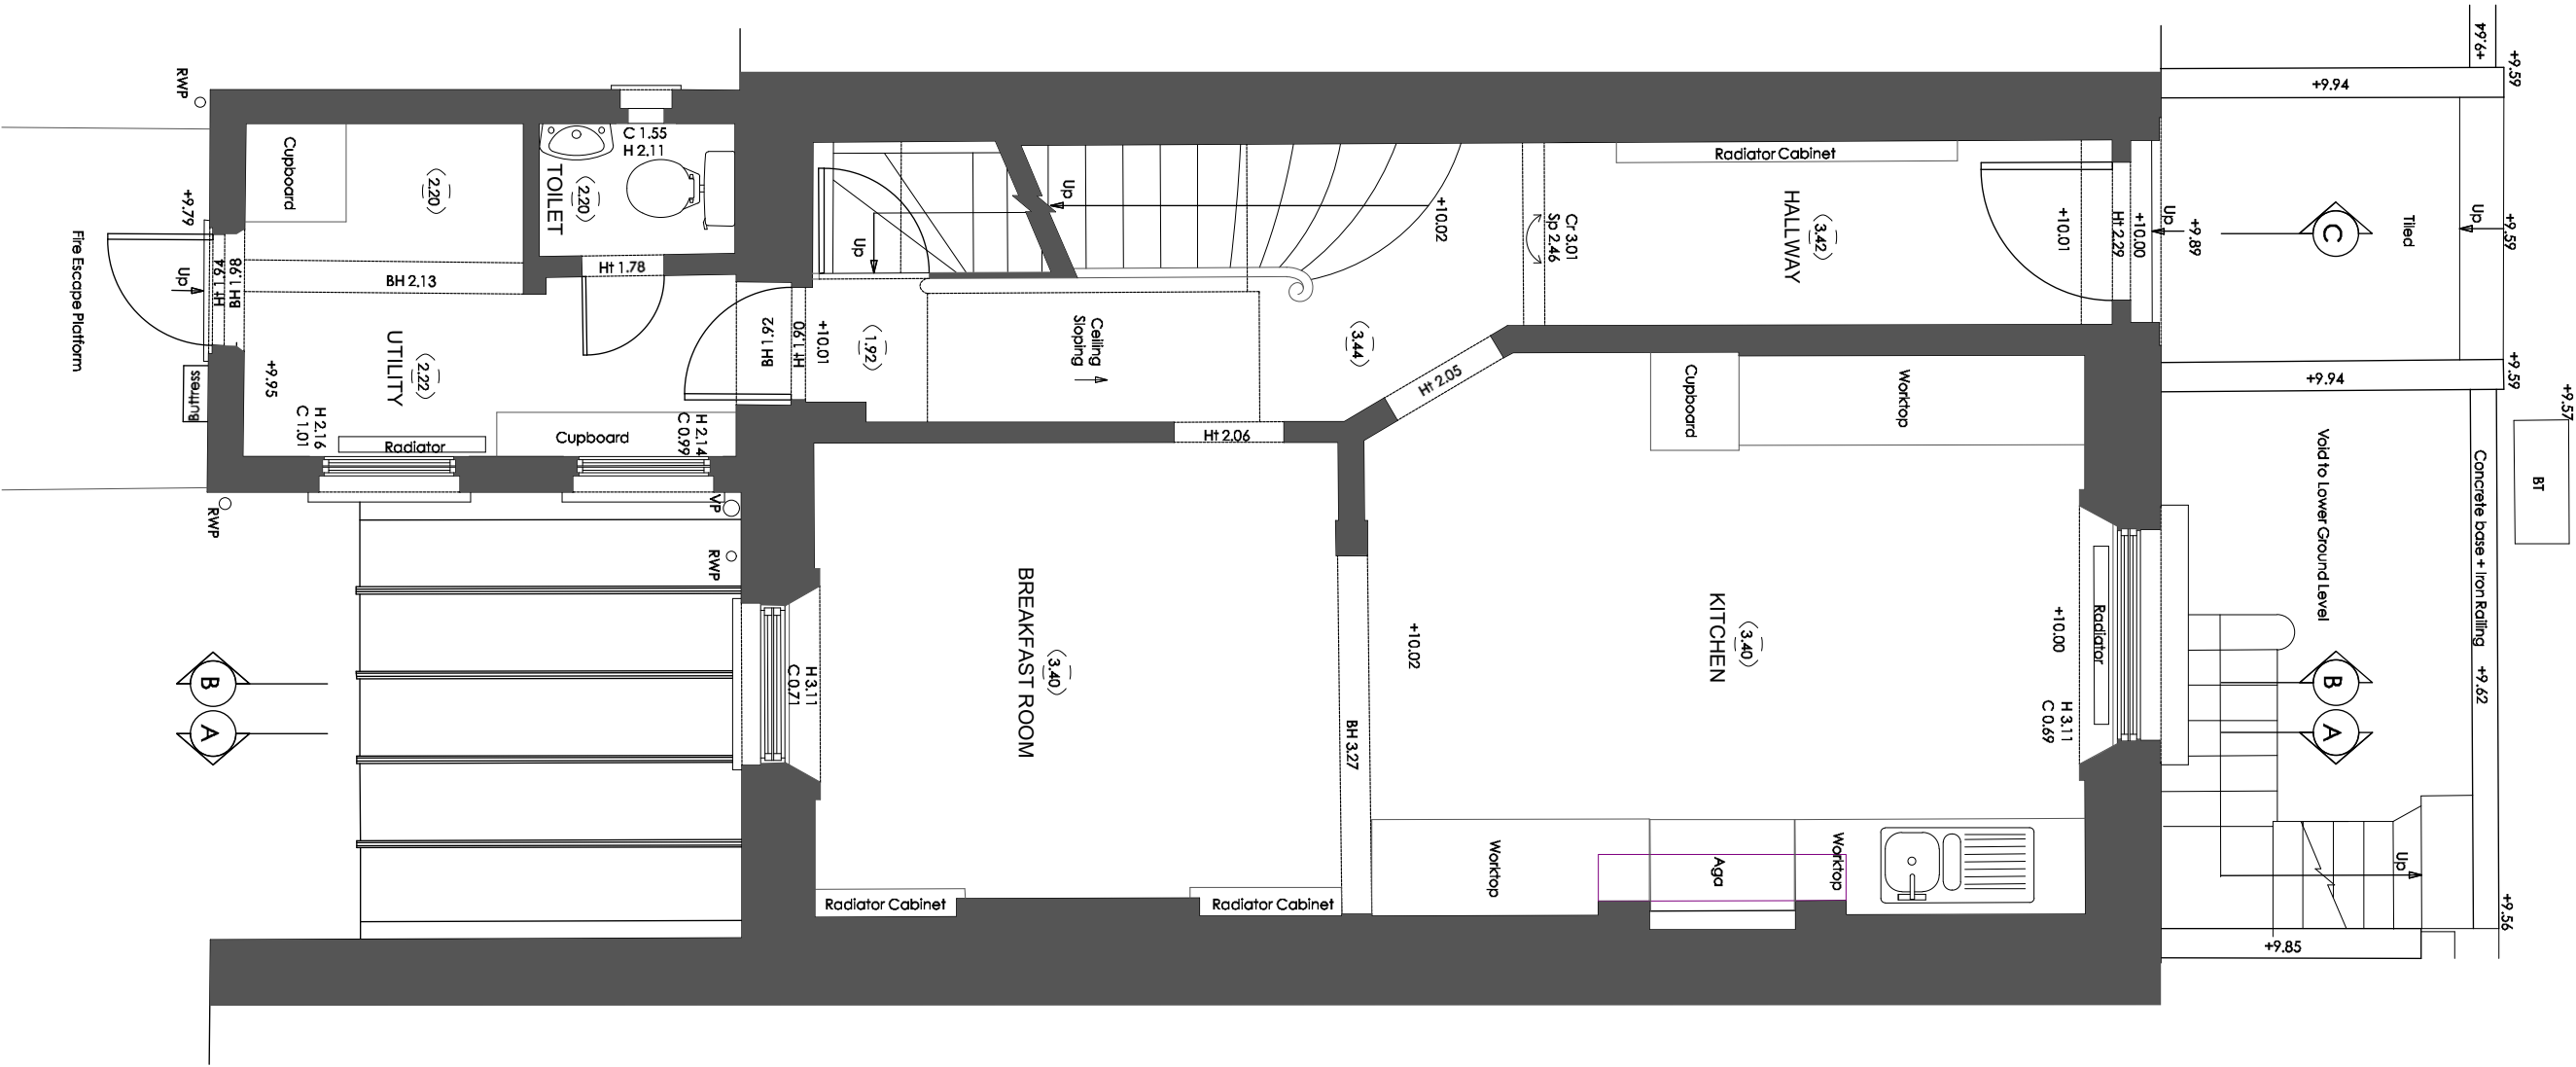 RWP
Cupboard
(2.20)
+9.79
Fire Escape Platform
Up
Ht 1.94
BH 1.98
BH 2.13
Buttress
+9.95
UTILITY
(2.22)
H 2.16
C 1.01
Radiator
Cupboard
H 2.14
C 0.99
RWP
VP
RWP
C 1.55
H 2.11
TOILET
(2.20)
Ht 1.78
BH 1.92
Ht 1.90
+10.01
(1.92)
Up
Up
Ceiling
Sloping
+10.02
(3.44)
Cr 3.01
Sp 2.46
Radiator Cabinet
HALLWAY
(3.42)
+10.01
Ht 2.29
+10.00
Up
+9.89
Ht 2.05
Ht 2.06
Cupboard
Worktop
BREAKFAST ROOM
(3.40)
H 3.11
C 0.71
Radiator Cabinet
Radiator Cabinet
BH 3.27
+10.02
KITCHEN
(3.40)
+10.00
Radiator
H 3.11
C 0.69
Worktop
Aga
Worktop
+9.64
+9.59
+9.94
C
Tiled
Up
+9.59
+9.94
+9.59
+9.57
BT
Void to Lower Ground Level
Concrete base + Iron Railing +9.62
B
A
B
A
Up
+9.56
+9.85